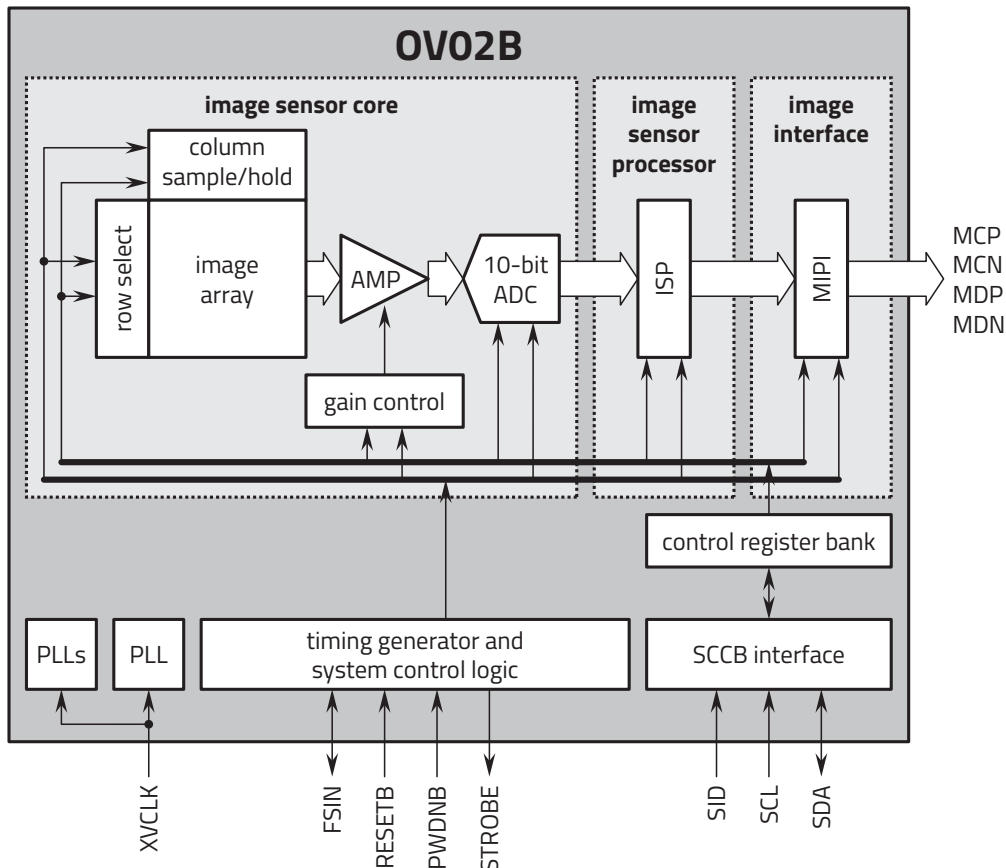 OV02B
image sensor core
image
sensor
processor
image
interface
column
sample/hold
row select
image
array
AMP
10-bit
ADC
ISP
MIPI
MCP
MCN
MDP
MDN
gain control
control register bank
PLLs
PLL
timing generator and
system control logic
SCCB interface
XVCLK
FSIN
RESETB
PWDNB
STROBE
SID
SCL
SDA